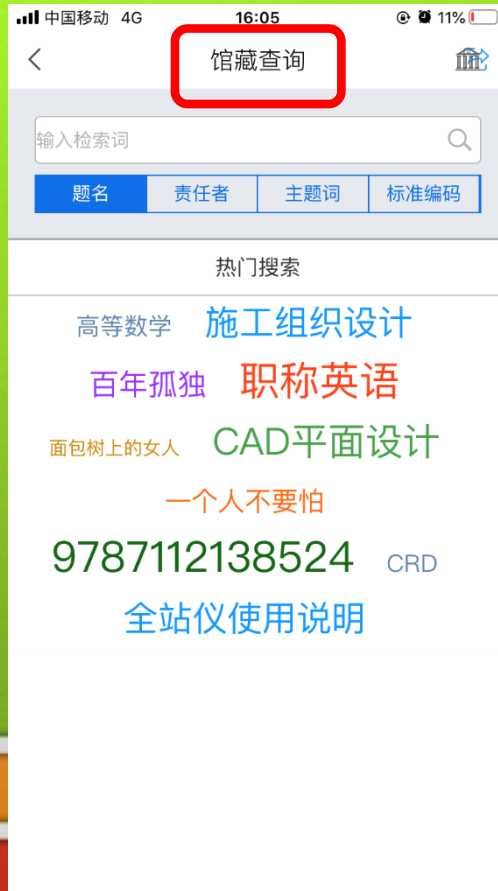 中国移动 4G 16:05 11%
馆藏查询
输入检索词
题名 责任者 主题词 标准编码
热门搜索
高等数学 施工组织设计
百年孤独 职称英语
面包树上的女人 CAD平面设计
一个人不要怕
9787112138524 CRD
全站仪使用说明